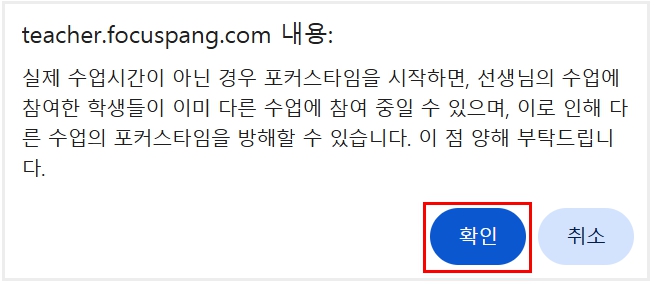 teacher.focuspang.com 내용:
실제 수업시간이 아닌 경우 포커스타임을 시작하면, 선생님의 수업에
참여한 학생들이 이미 다른 수업에 참여 중일 수 있으며, 이로 인해 다
른 수업의 포커스타임을 방해할 수 있습니다. 이 점 양해 부탁드립니
다.
확인 취소